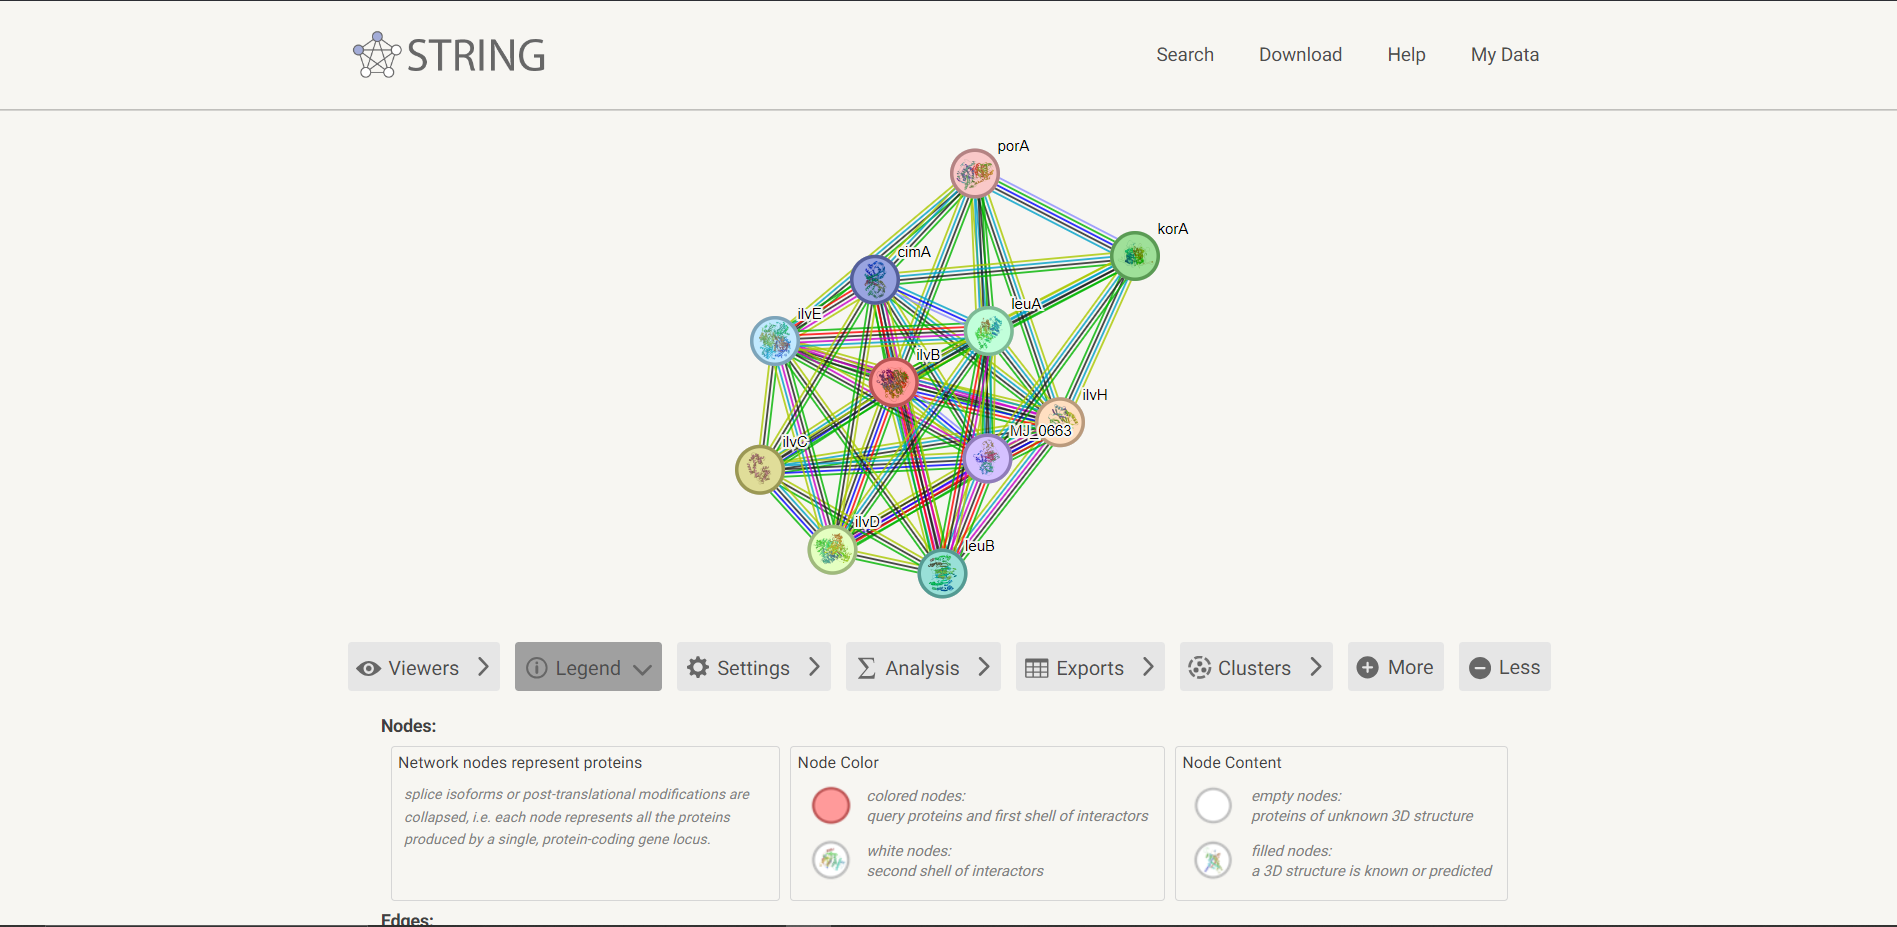 STRING
Search Download Help My Data
porA
korA
cimA
leuA
ilvE
ilvB
ilvH
MJ_0663
ilvC
ilvD
leuB
Viewers Legend Settings Analysis Exports Clusters More Less
Nodes:
Network nodes represent proteins
splice isoforms or post-translational modifications are
collapsed, i.e. each node represents all the proteins
produced by a single, protein-coding gene locus.
Node Color
colored nodes:
query proteins and first shell of interactors
white nodes:
second shell of interactors
Node Content
empty nodes:
proteins of unknown 3D structure
filled nodes:
a 3D structure is known or predicted
Edges: